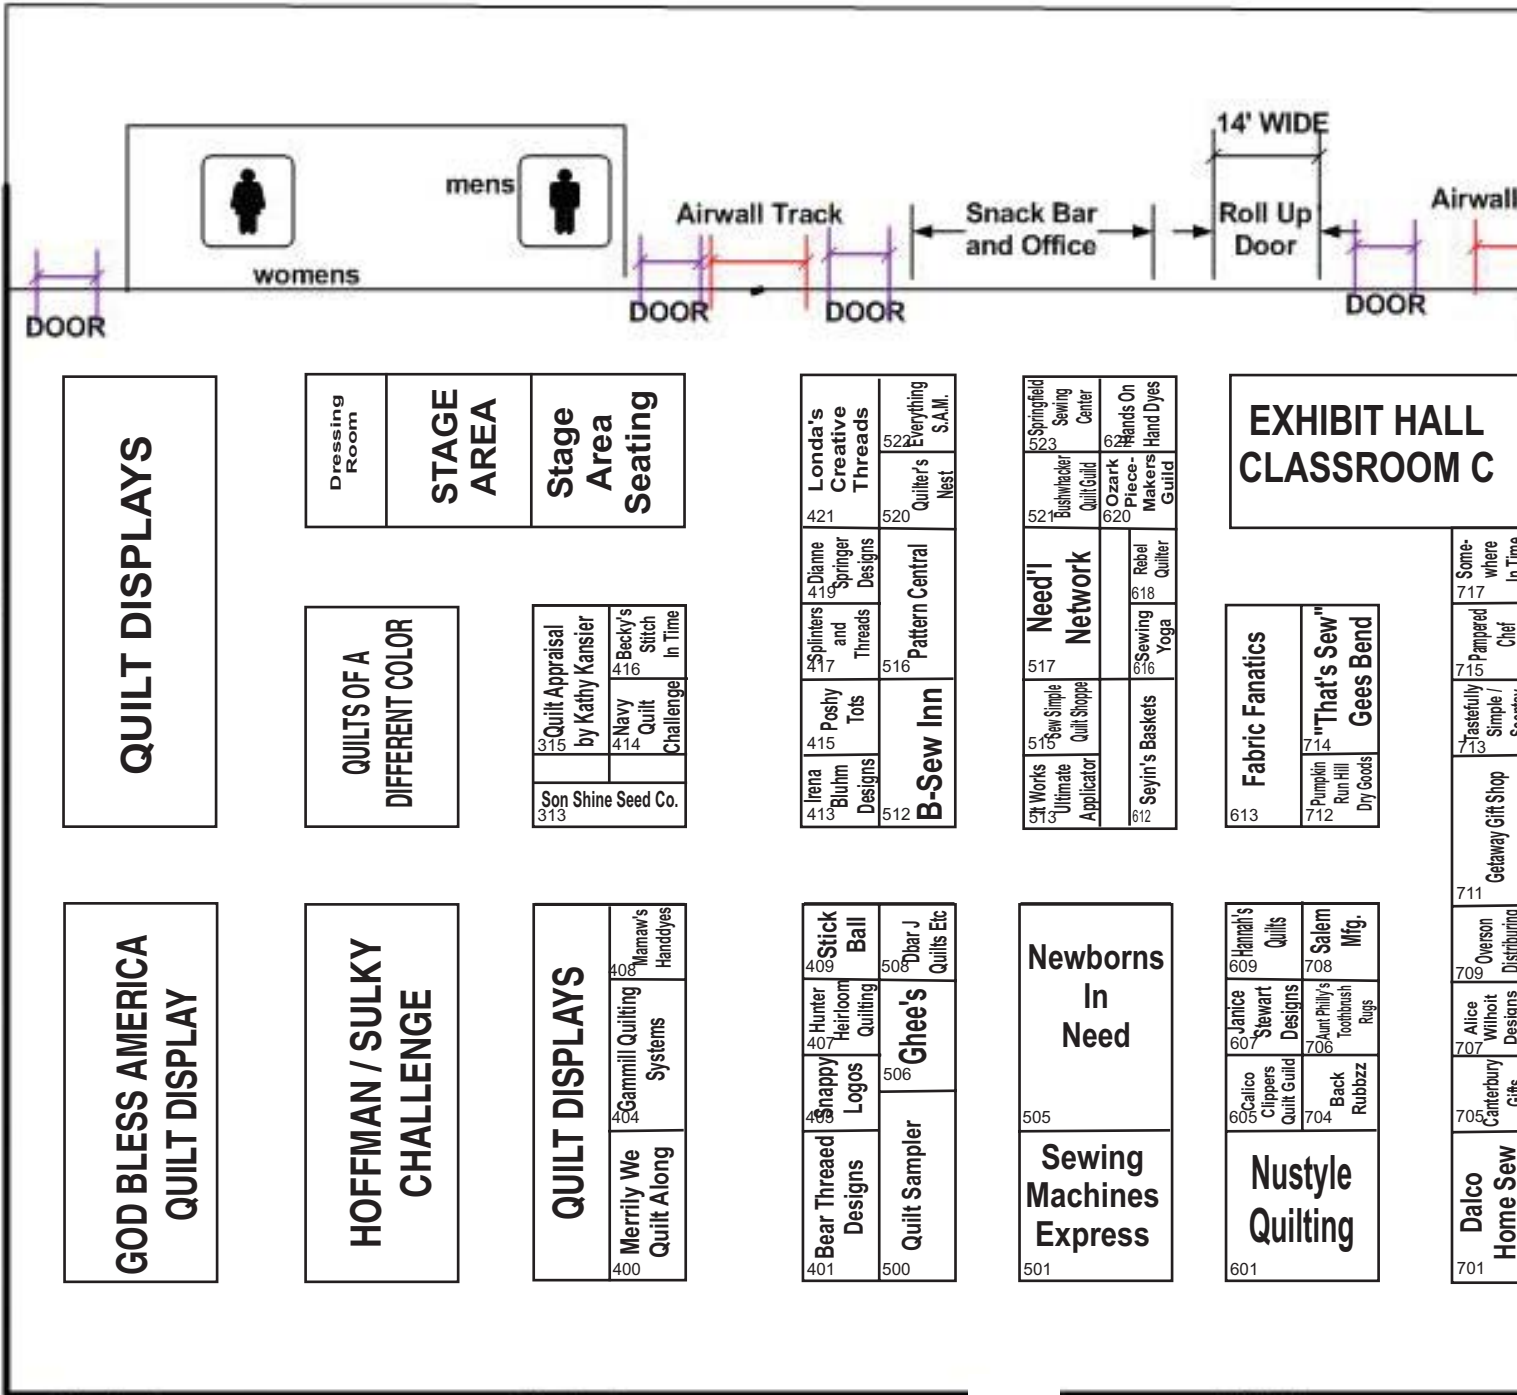 14' WIDE
mens
Airwall Track
Snack Bar
and Office
Roll Up
Door
Airwall
womens
DOOR
DOOR
DOOR
DOOR
QUILT DISPLAYS
Dressing
Room
STAGE
AREA
Stage
Area
Seating
QUILTS OF A
DIFFERENT COLOR
315
Quilt Appraisal
by Kathy Kansier
416
Becky's
Stitch
In Time
414
Navy
Quilt
Challenge
Son Shine Seed Co.
313
421
Londa's
Creative
Threads
522
Everything
S.A.M.
520
Quilter's
Nest
419
Dianne
Springer
Designs
417
Splinters
and
Threads
516
Pattern Central
415
Poshy
Tots
413
Irena
Bluhm
Designs
512
B-Sew Inn
523
Springfield
Sewing
Center
Hands On
Hand Dyes
521
Bushwhacker
Quilt Guild
620
Ozark
Piece-
Makers
Guild
517
Need'l
Network
618
Rebel
Quilter
616
Sewing
Yoga
515
Sew Simple
Quilt Shoppe
513
It Works
Ultimate
Applicator
612
Seyin's Baskets
EXHIBIT HALL
CLASSROOM C
613
Fabric Fanatics
714
"That's Sew"
Gees Bend
712
Pumpkin
Run Hill
Dry Goods
717
Some-
where
In Time
715
Pampered
Chef
713
Tastefully
Simple /
711
Getaway Gift Shop
GOD BLESS AMERICA
QUILT DISPLAY
HOFFMAN / SULKY
CHALLENGE
QUILT DISPLAYS
408
Mamaw's
Handdyes
404
Gammill Quilting
Systems
400
Merrily We
Quilt Along
409
Stick
Ball
508
Dbar J
Quilts Etc
407
Hunter
Heirloom
Quilting
506
Ghee's
405
Snappy
Logos
401
Bear Threaed
Designs
500
Quilt Sampler
Newborns
In
Need
505
Sewing
Machines
Express
501
609
Hannah's
Quilts
708
Salem
Mfg.
607
Janice
Stewart
Designs
706
Aunt Philly's
Toothbrush
Rugs
605
Calico
Clippers
Quilt Guild
704
Back
Rubbzz
Nustyle
Quilting
601
709
Overson
Distriburing
707
Alice
Wilhoit
Designs
705
Canterbury
Gifts
701
Dalco
Home Sew